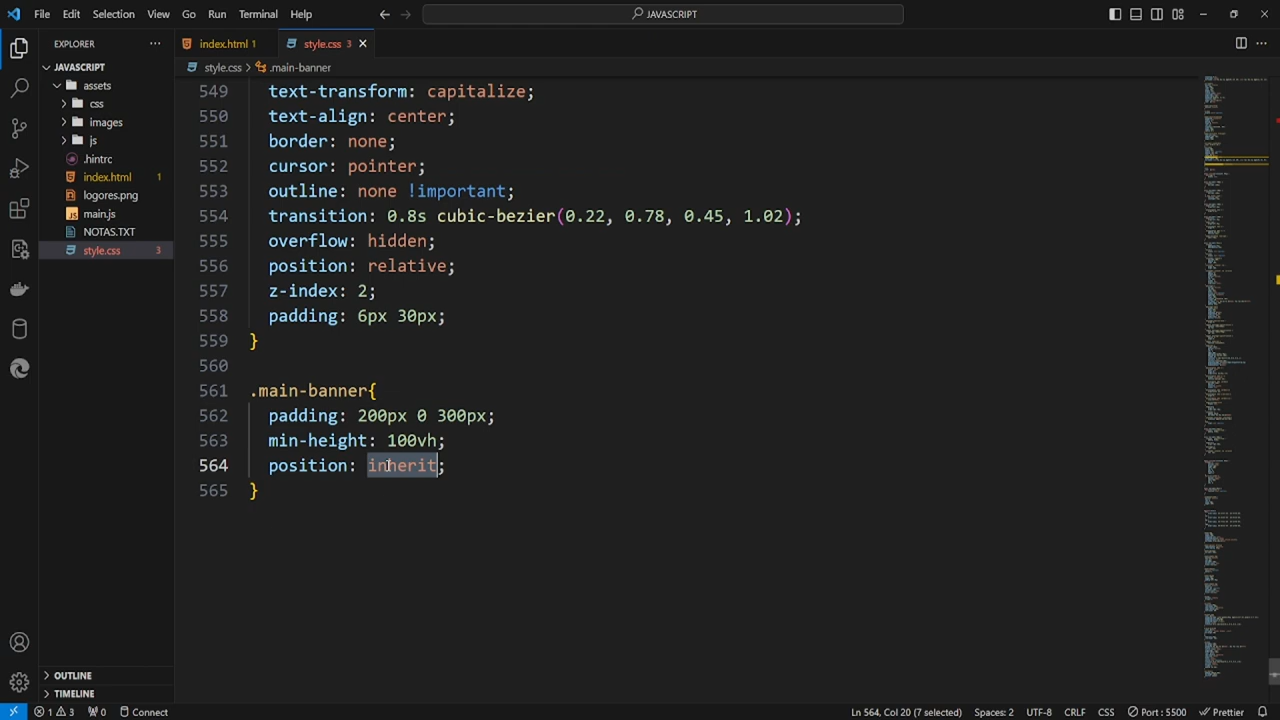 File Edit Selection View Go Run Terminal Help
JAVASCRIPT
EXPLORER
index.html 1
style.css 3
JAVASCRIPT
assets
css
images
js
.hintrc
index.html 1
logores.png
main.js
NOTAS.TXT
style.css 3
OUTLINE
TIMELINE
style.css > .main-banner
549 text-transform: capitalize;
550 text-align: center;
551 border: none;
552 cursor: pointer;
553 outline: none !important;
554 transition: 0.8s cubic-bezier(0.22, 0.78, 0.45, 1.02);
555 overflow: hidden;
556 position: relative;
557 z-index: 2;
558 padding: 6px 30px;
559 }
560
561 .main-banner{
562 padding: 200px 0 300px;
563 min-height: 100vh;
564 position: inherit;
565 }
1 3 0 Connect
Ln 564, Col 20 (7 selected) Spaces: 2 UTF-8 CRLF CSS Port : 5500 Prettier